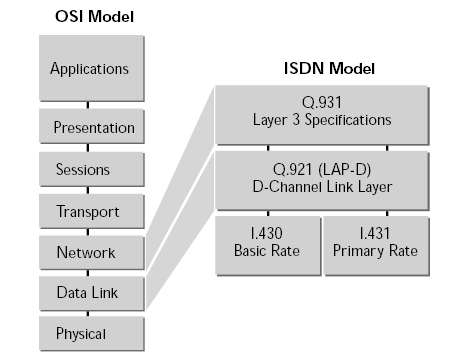 OSI Model
Applications
Presentation
Sessions
Transport
Network
Data Link
Physical
ISDN Model
Q.931
Layer 3 Specifications
Q.921 (LAP-D)
D-Channel Link Layer
I.430
Basic Rate
I.431
Primary Rate